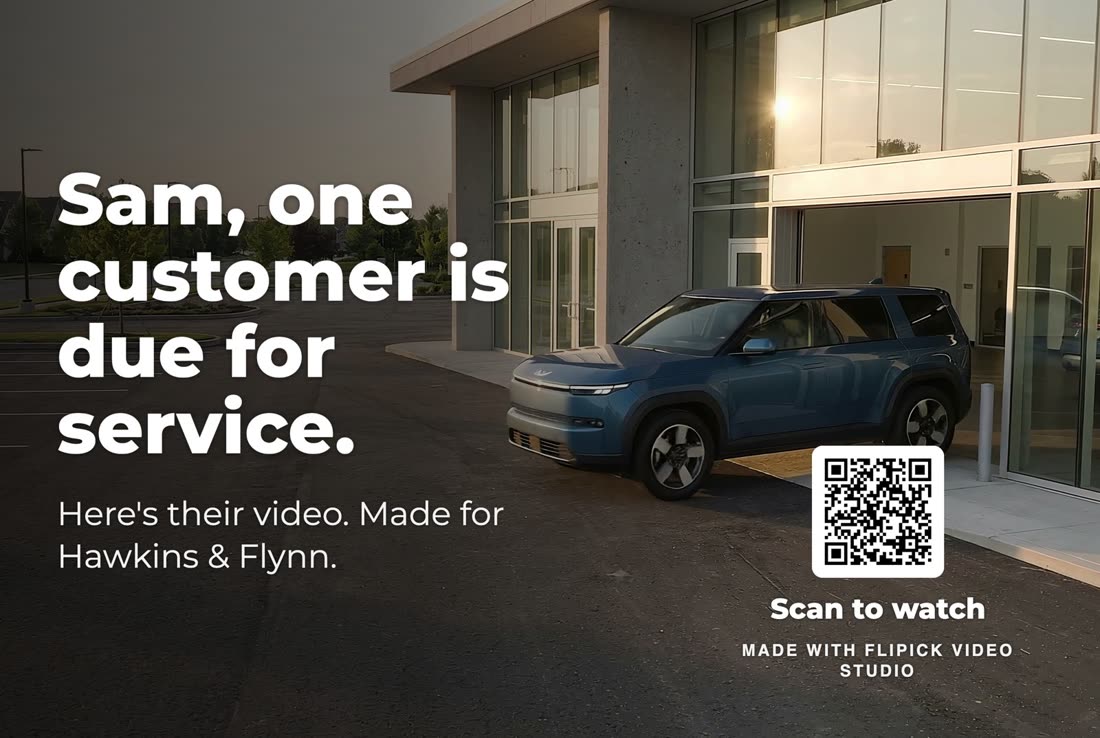 Sam, one
customer is
due for
service.
Here's their video. Made for
Hawkins & Flynn.
Scan to watch
MADE WITH FLIPICK VIDEO
STUDIO